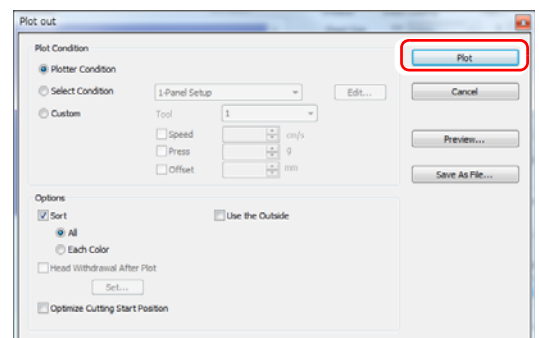 Plot out
Plot Condition
Plotter Condition
Select Condition
1-Panel Setup
Edit...
Custom
Tool
1
Speed
cm/s
Press
g
Offset
mm
Plot
Cancel
Preview...
Save As File...
Options
Sort
Use the Outside
All
Each Color
Head Withdrawal After Plot
Set...
Optimize Cutting Start Position